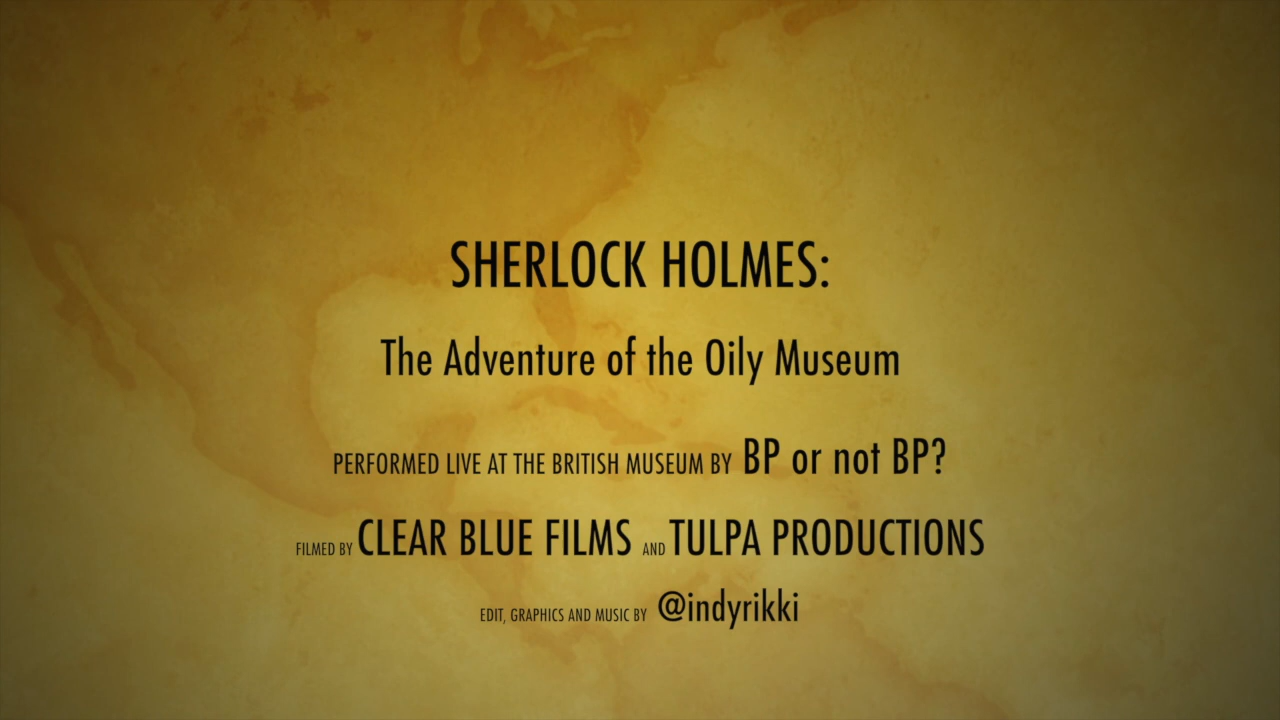 SHERLOCK HOLMES:
The Adventure of the Oily Museum
PERFORMED LIVE AT THE BRITISH MUSEUM BY BP or not BP?
FILMED BY CLEAR BLUE FILMS AND TULPA PRODUCTIONS
EDIT, GRAPHICS AND MUSIC BY @indyrikki